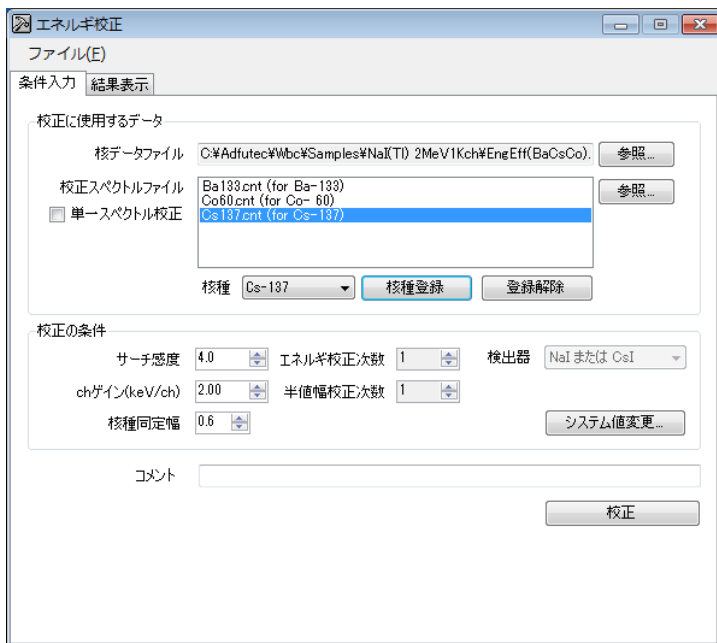 エネルギ校正
ファイル(F)
条件入力 結果表示
校正に使用するデータ
核データファイル C:¥Adfutec¥Wbc¥Samples¥NaI(Tl) 2MeV1Kch¥EngEff(BaCsCo). 参照...
校正スペクトルファイル Ba133.cnt (for Ba-133) 参照...
単一スペクトル校正 Co60.cnt (for Co- 60)
Cs137.cnt (for Cs-137)
核種 Cs-137 核種登録 登録解除
校正の条件
サーチ感度 4.0 エネルギ校正次数 1 検出器 NaI または CsI
chゲイン(keV/ch) 2.00 半値幅校正次数 1
核種同定幅 0.6 システム値変更...
コメント
校正